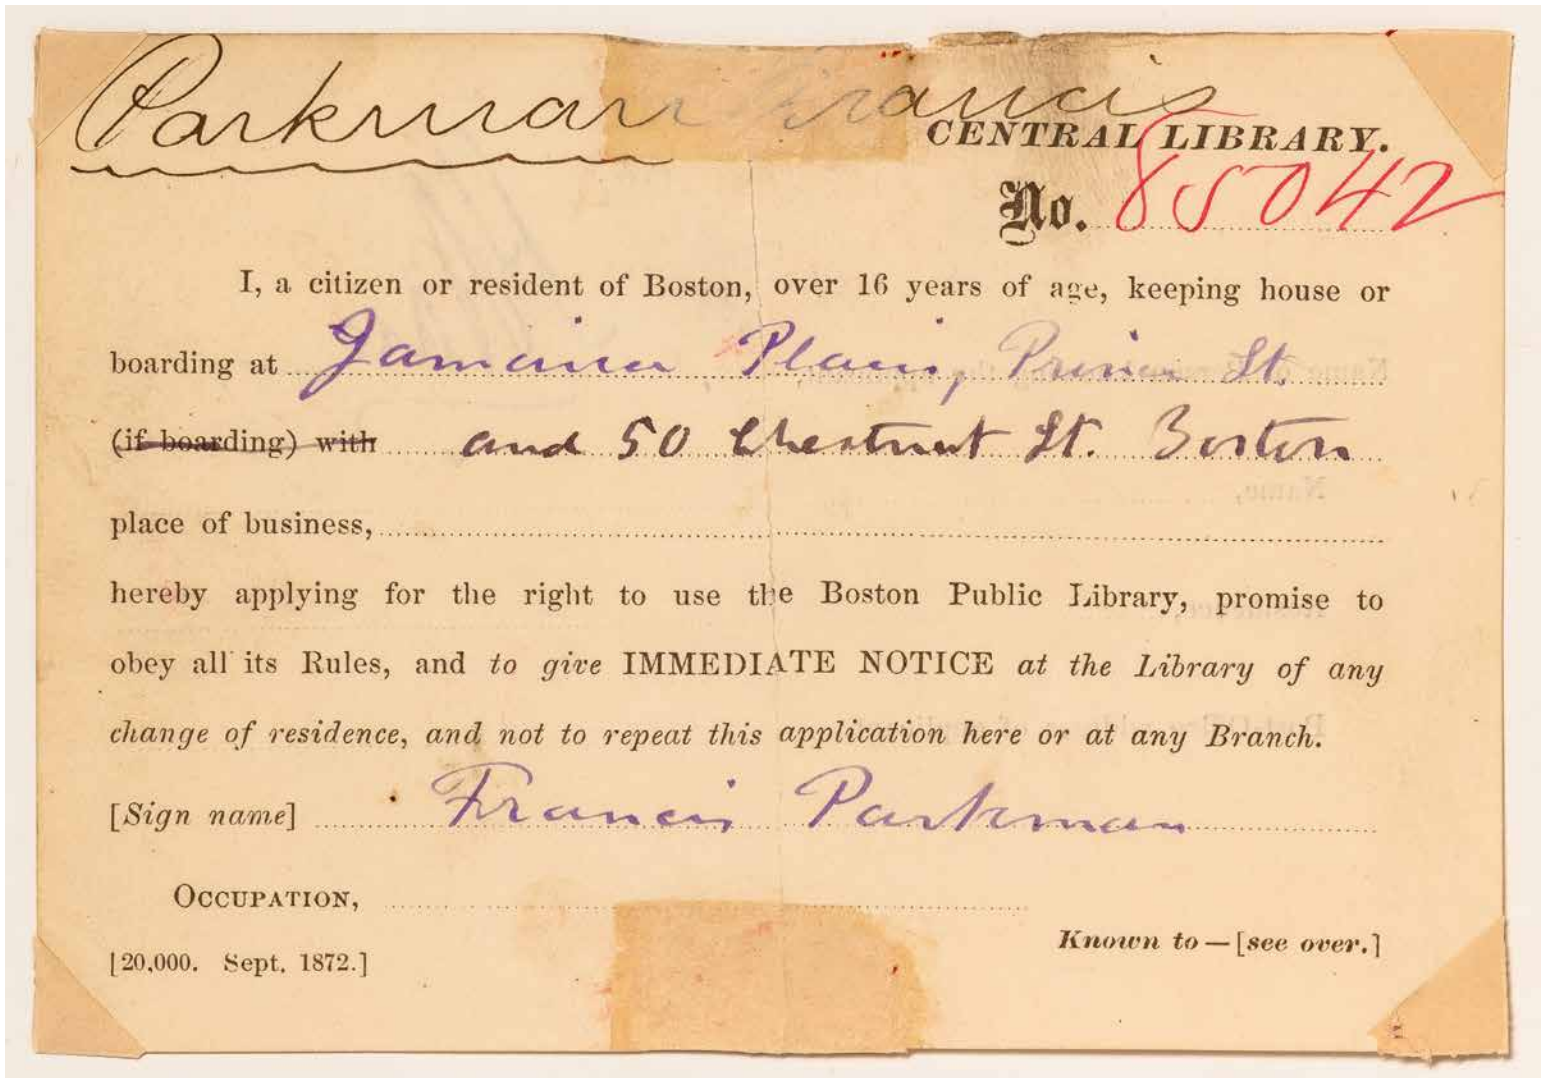 Parkman Francis
CENTRAL LIBRARY.
No. 85042
I, a citizen or resident of Boston, over 16 years of age, keeping house or
boarding at Jamaica Plain, Prince St.
(if boarding) with and 50 Chestnut St. Boston
place of business,
hereby applying for the right to use the Boston Public Library, promise to
obey all its Rules, and to give IMMEDIATE NOTICE at the Library of any
change of residence, and not to repeat this application here or at any Branch.
[Sign name] Francis Parkman
OCCUPATION,
Known to — [see over.]
[20,000. Sept. 1872.]